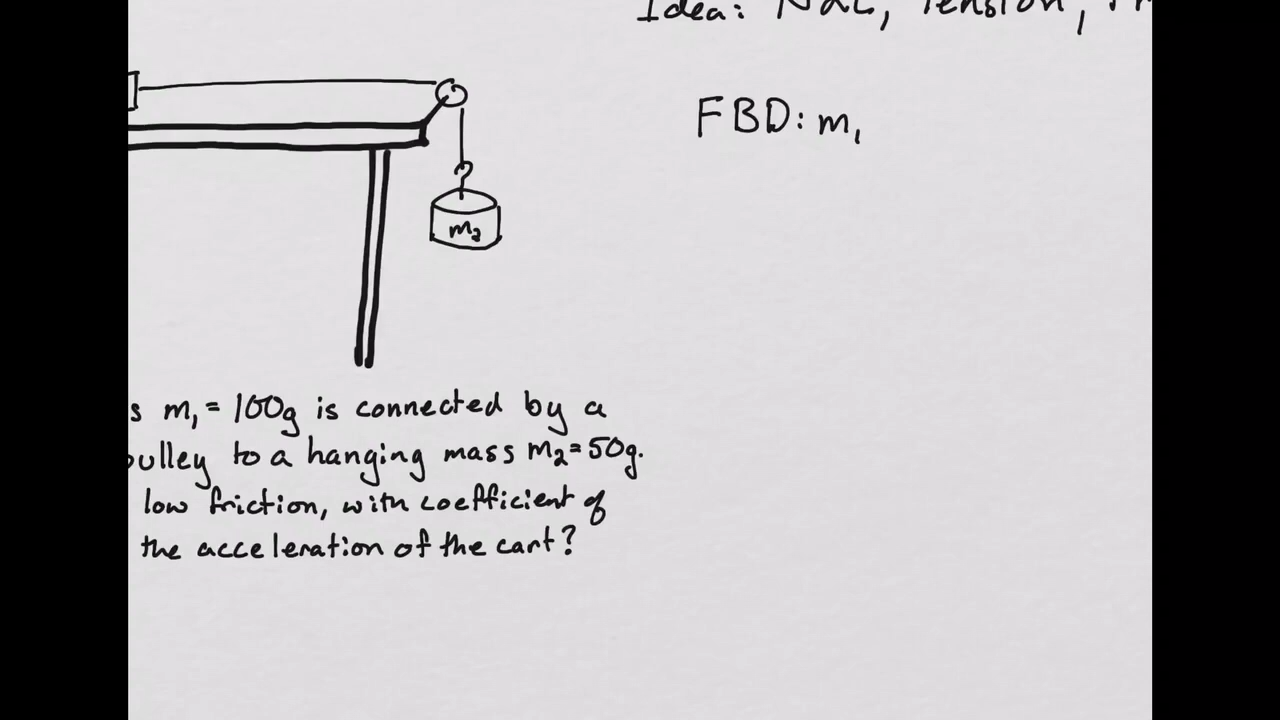 Idea: N2L, Tension,
FBD: m₁
m₂
s m₁ = 100g is connected by a
pulley to a hanging mass m₂=50g.
low friction, with coefficient of
the acceleration of the cart?